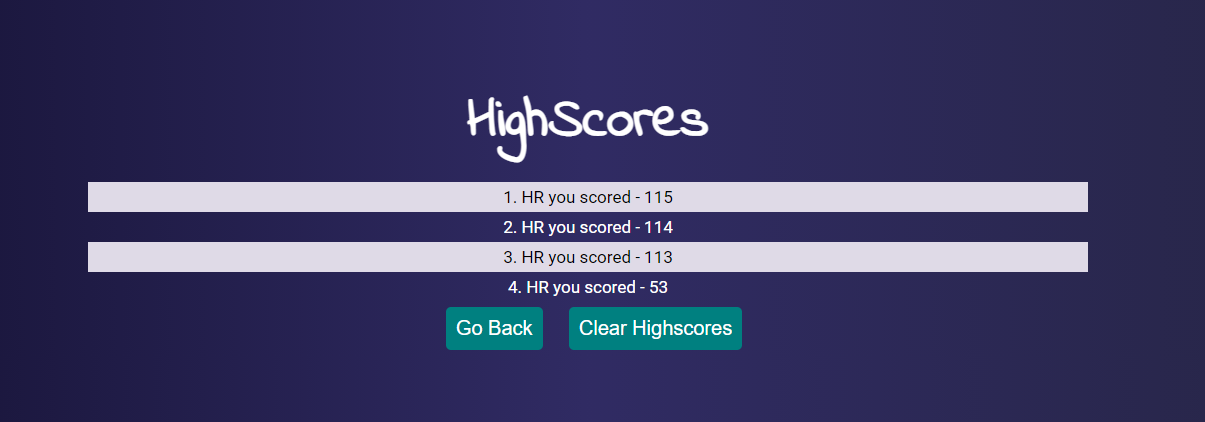 HighScores
1. HR you scored - 115
2. HR you scored - 114
3. HR you scored - 113
4. HR you scored - 53
Go Back Clear Highscores